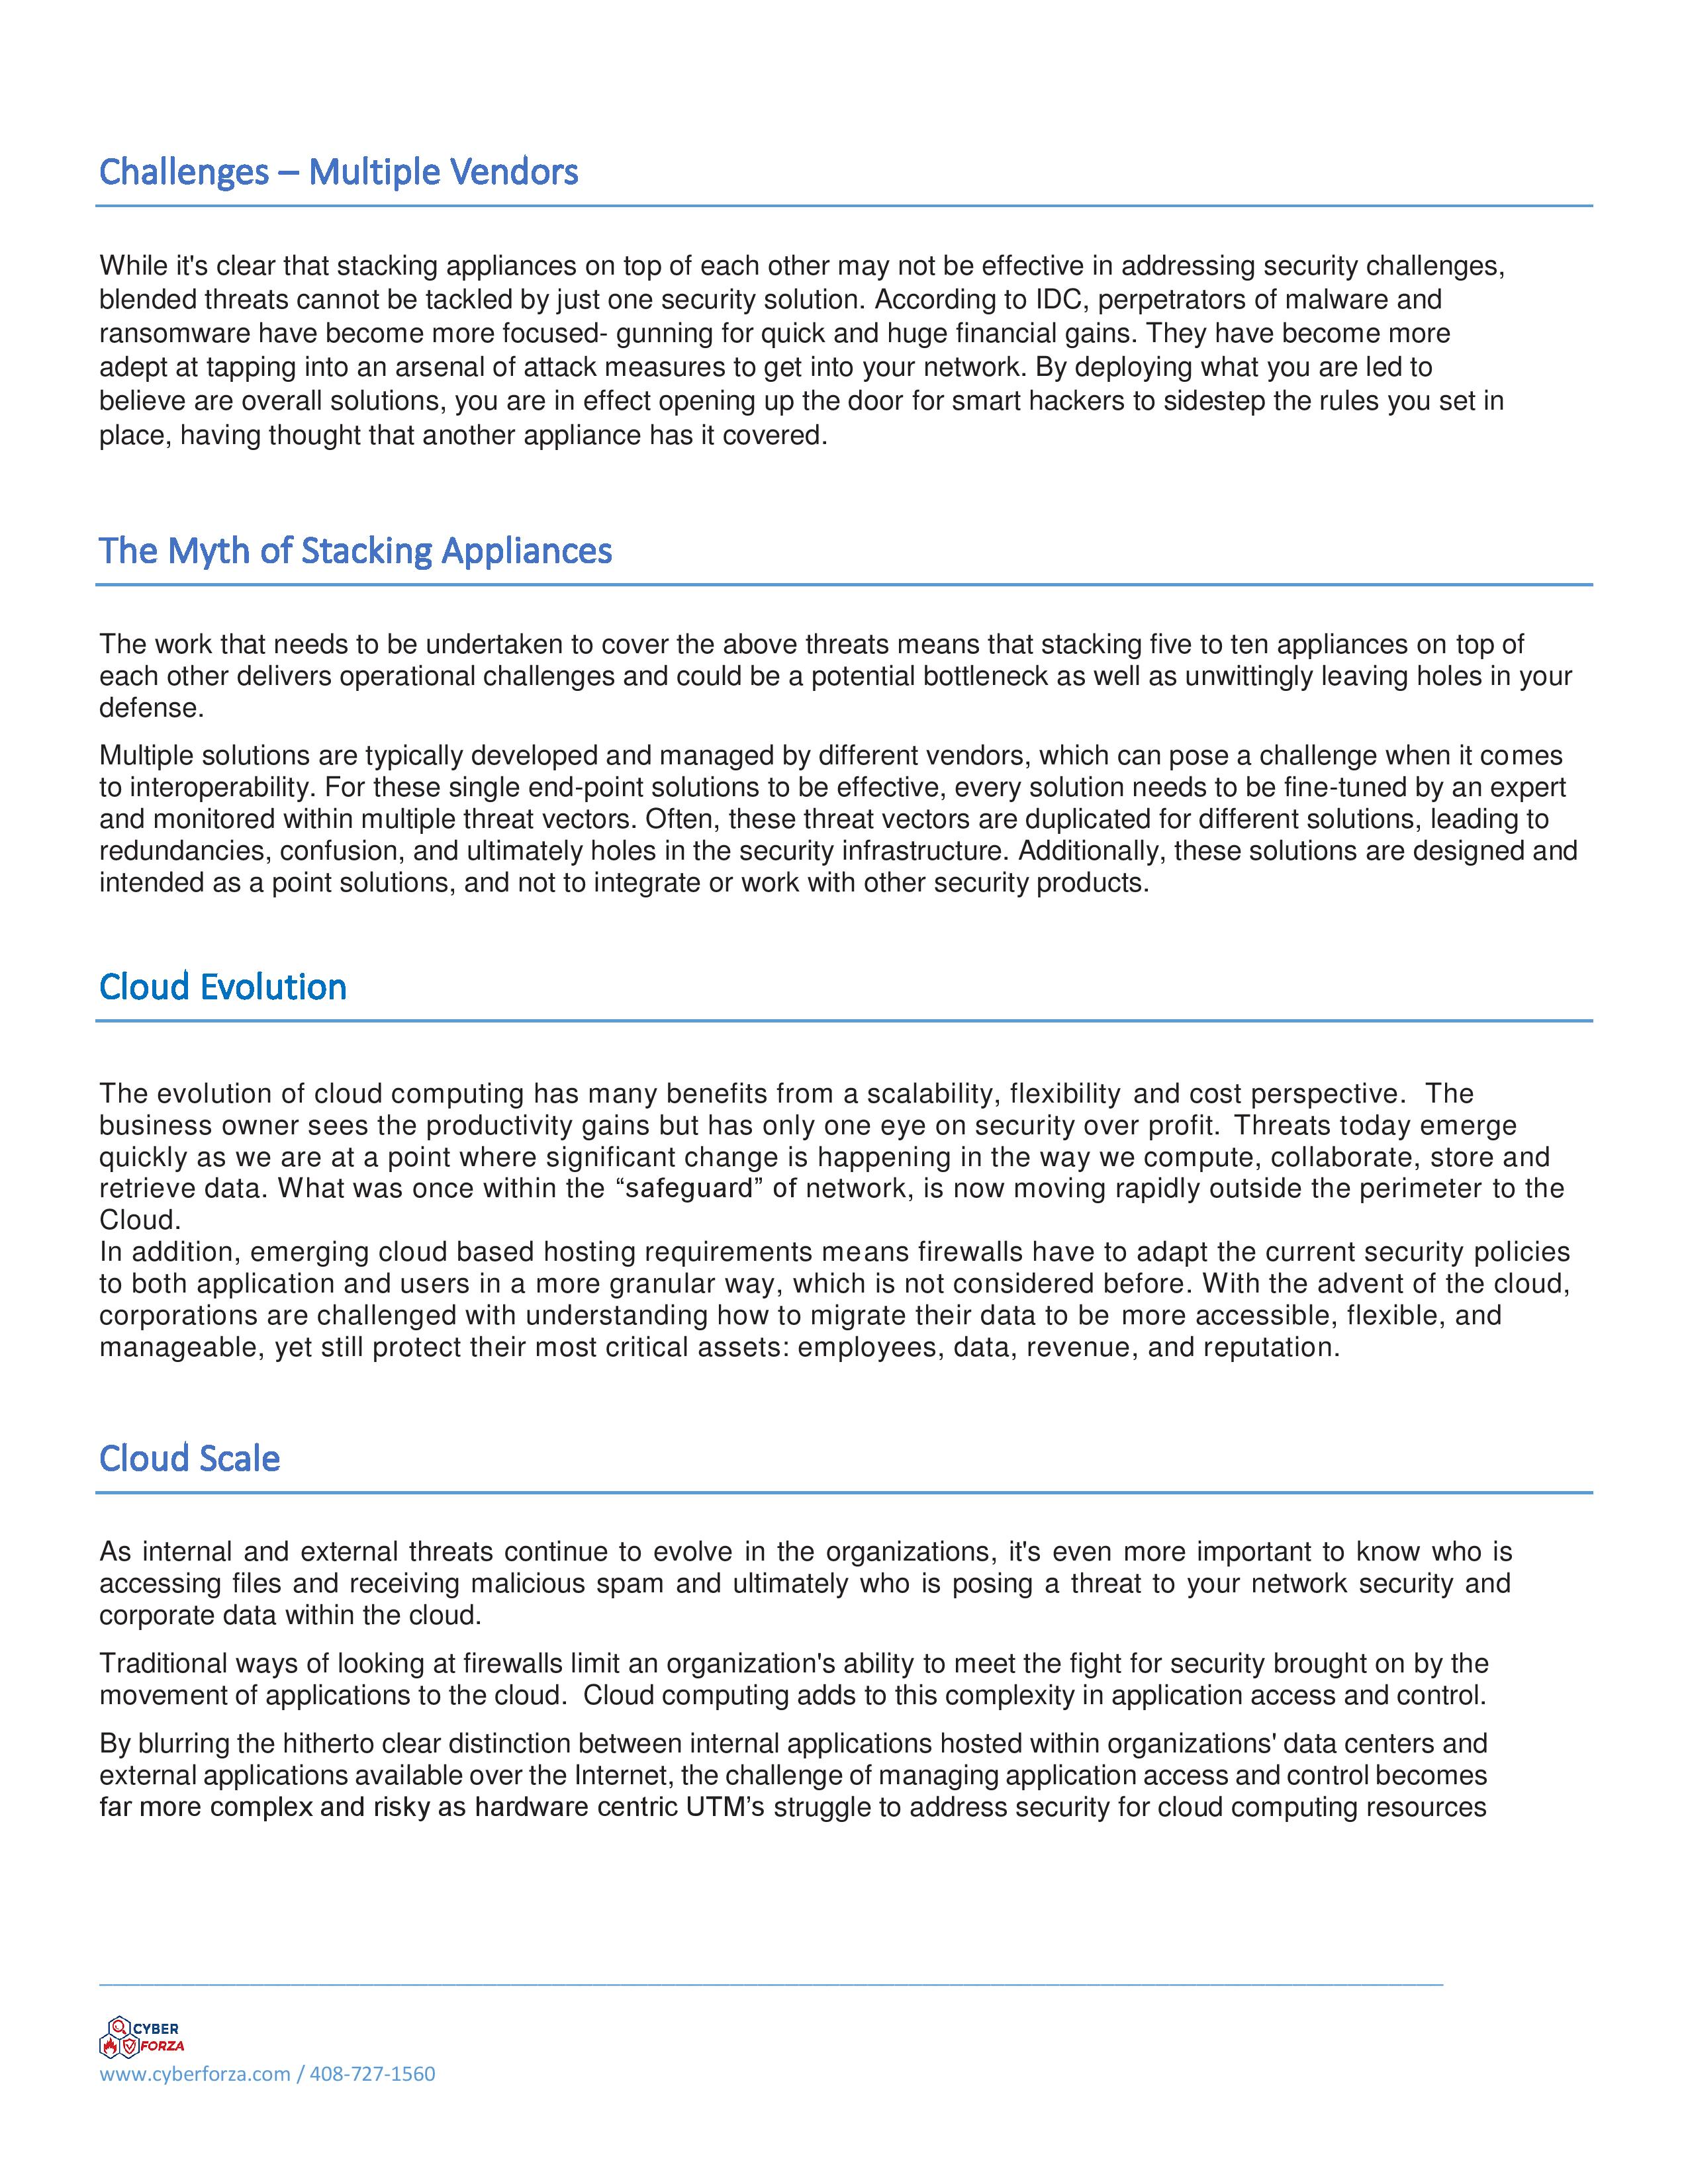 Challenges – Multiple Vendors
While it's clear that stacking appliances on top of each other may not be effective in addressing security challenges,
blended threats cannot be tackled by just one security solution. According to IDC, perpetrators of malware and
ransomware have become more focused- gunning for quick and huge financial gains. They have become more
adept at tapping into an arsenal of attack measures to get into your network. By deploying what you are led to
believe are overall solutions, you are in effect opening up the door for smart hackers to sidestep the rules you set in
place, having thought that another appliance has it covered.
The Myth of Stacking Appliances
The work that needs to be undertaken to cover the above threats means that stacking five to ten appliances on top of
each other delivers operational challenges and could be a potential bottleneck as well as unwittingly leaving holes in your
defense.
Multiple solutions are typically developed and managed by different vendors, which can pose a challenge when it comes
to interoperability. For these single end-point solutions to be effective, every solution needs to be fine-tuned by an expert
and monitored within multiple threat vectors. Often, these threat vectors are duplicated for different solutions, leading to
redundancies, confusion, and ultimately holes in the security infrastructure. Additionally, these solutions are designed and
intended as a point solutions, and not to integrate or work with other security products.
Cloud Evolution
The evolution of cloud computing has many benefits from a scalability, flexibility and cost perspective. The
business owner sees the productivity gains but has only one eye on security over profit. Threats today emerge
quickly as we are at a point where significant change is happening in the way we compute, collaborate, store and
retrieve data. What was once within the “safeguard” of network, is now moving rapidly outside the perimeter to the
Cloud.
In addition, emerging cloud based hosting requirements means firewalls have to adapt the current security policies
to both application and users in a more granular way, which is not considered before. With the advent of the cloud,
corporations are challenged with understanding how to migrate their data to be more accessible, flexible, and
manageable, yet still protect their most critical assets: employees, data, revenue, and reputation.
Cloud Scale
As internal and external threats continue to evolve in the organizations, it's even more important to know who is
accessing files and receiving malicious spam and ultimately who is posing a threat to your network security and
corporate data within the cloud.
Traditional ways of looking at firewalls limit an organization's ability to meet the fight for security brought on by the
movement of applications to the cloud. Cloud computing adds to this complexity in application access and control.
By blurring the hitherto clear distinction between internal applications hosted within organizations' data centers and
external applications available over the Internet, the challenge of managing application access and control becomes
far more complex and risky as hardware centric UTM’s struggle to address security for cloud computing resources
CYBER
FORZA
www.cyberforza.com / 408-727-1560